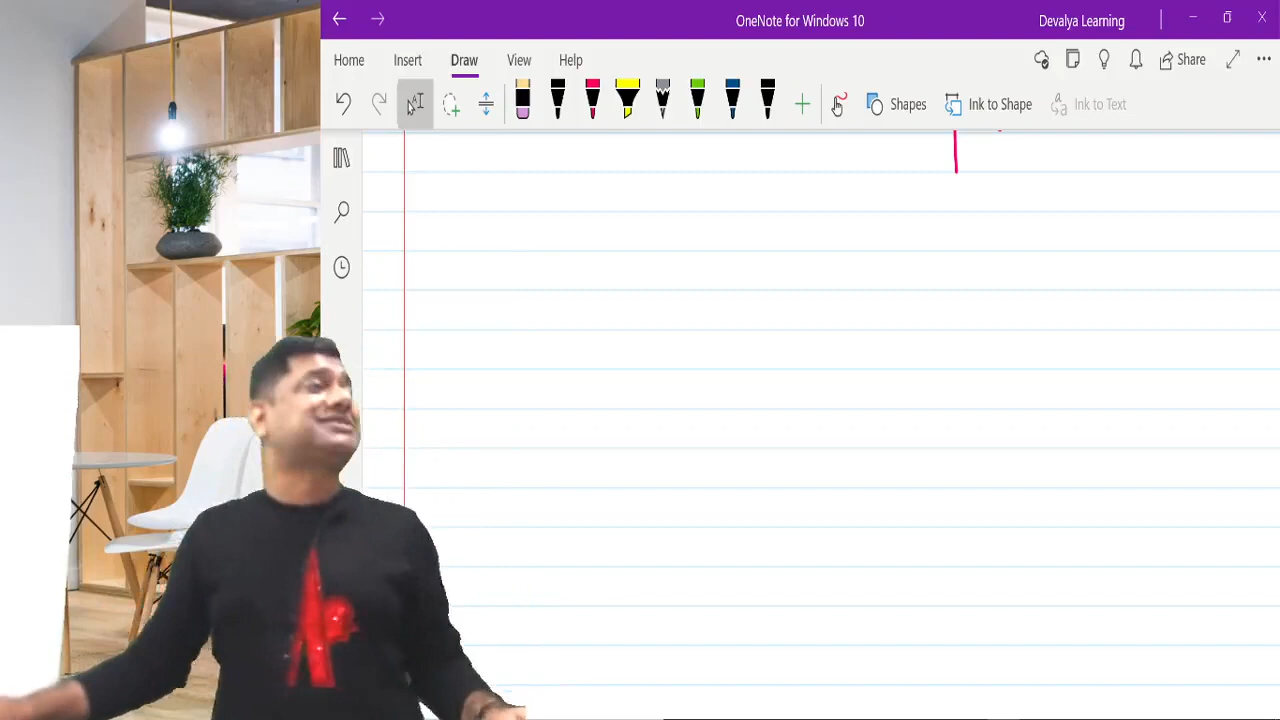 OneNote for Windows 10
Devalya Learning
Home
Insert
Draw
View
Help
Share
Shapes
Ink to Shape
Ink to Text